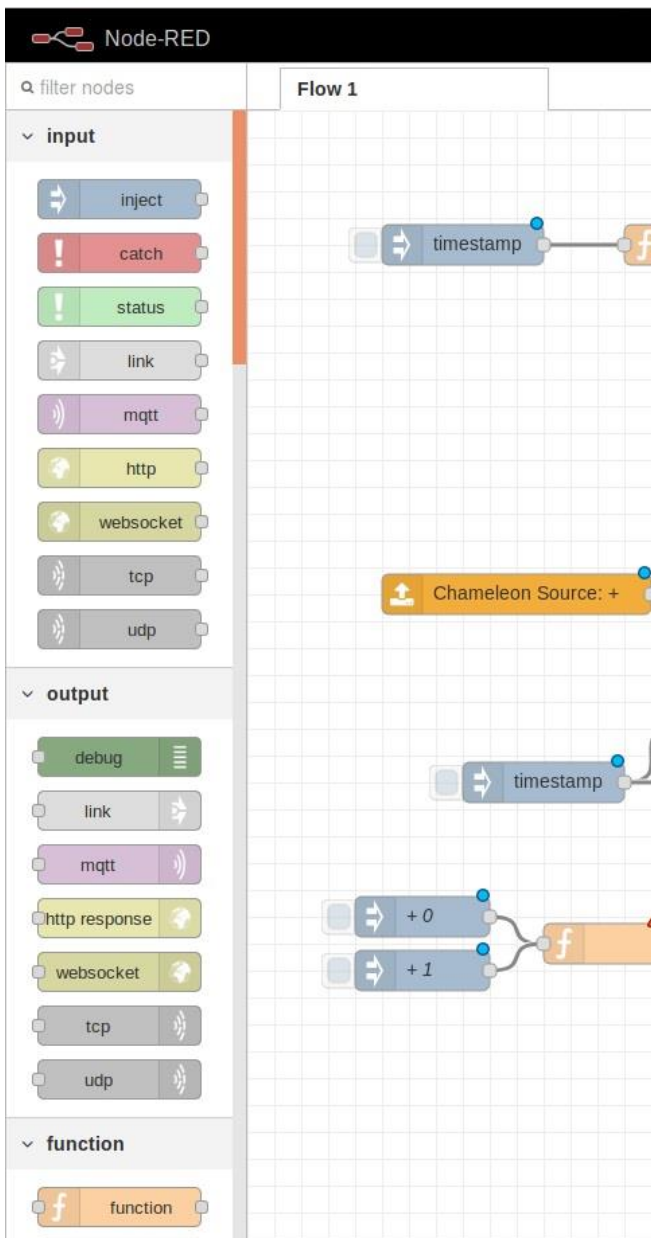 Node-RED
filter nodes
Flow 1
input
inject
catch
status
link
mqtt
http
websocket
tcp
udp
output
debug
link
mqtt
http response
websocket
tcp
udp
function
function
timestamp
Chameleon Source: +
timestamp
+ 0
+ 1